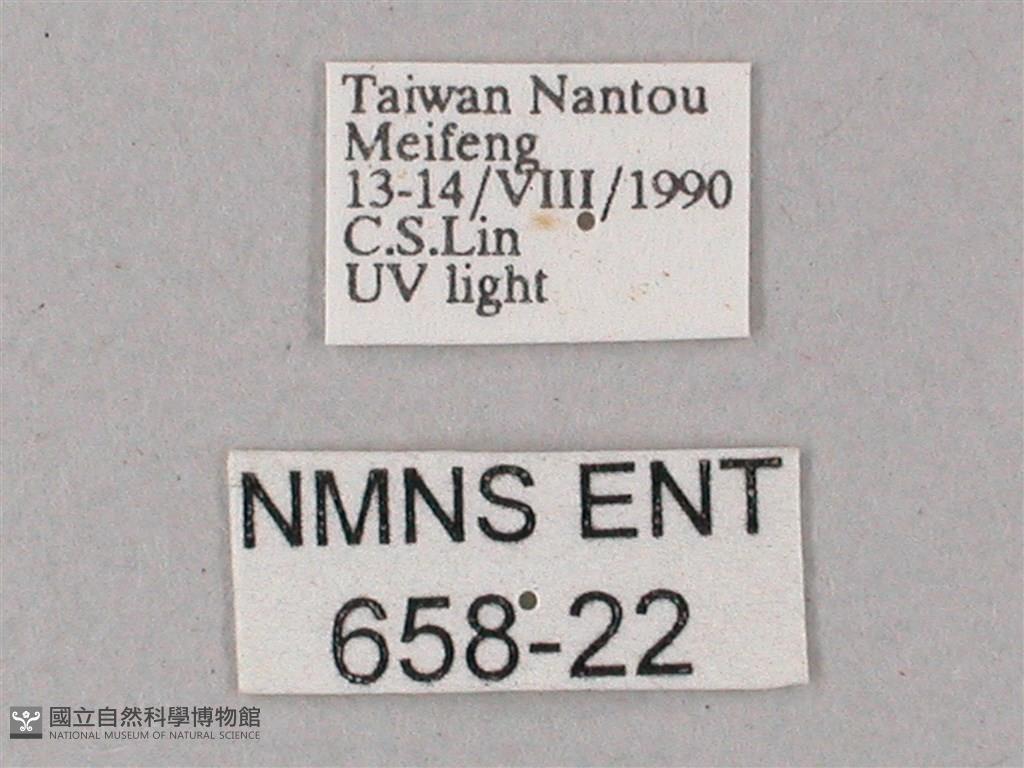 Taiwan Nantou
Meifeng
13-14/VIII/1990
C.S.Lin
UV light
NMNS ENT
658-22
國立自然科學博物館
NATIONAL MUSEUM OF NATURAL SCIENCE